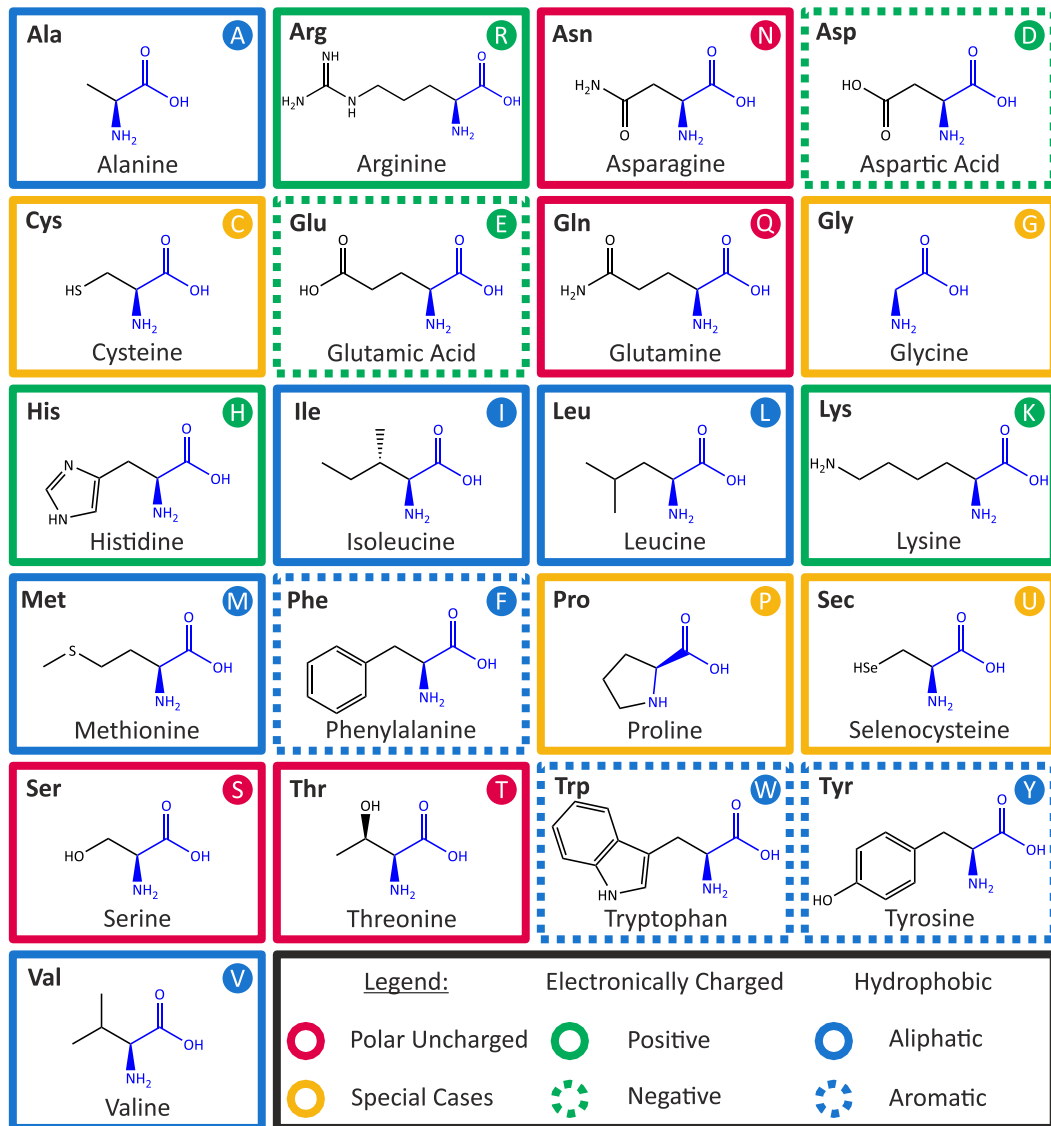 Ala A
O
OH
NH2
Alanine
Arg R
NH
O
H2N
N
H
OH
NH2
Arginine
Asn N
O
H2N
OH
O
NH2
Asparagine
Asp D
O
HO
OH
O
NH2
Aspartic Acid
Cys C
O
HS
OH
NH2
Cysteine
Glu E
O
O
HO
OH
NH2
Glutamic Acid
Gln Q
O
O
H2N
OH
NH2
Glutamine
Gly G
O
OH
NH2
Glycine
His H
O
N
OH
HN
NH2
Histidine
Ile I
O
OH
NH2
Isoleucine
Leu L
O
OH
NH2
Leucine
Lys K
O
H2N
OH
NH2
Lysine
Met M
O
S
OH
NH2
Methionine
Phe F
O
OH
NH2
Phenylalanine
Pro P
O
OH
NH
Proline
Sec U
O
HSe
OH
NH2
Selenocysteine
Ser S
O
HO
OH
NH2
Serine
Thr T
OH
O
OH
NH2
Threonine
Trp W
O
OH
HN
NH2
Tryptophan
Tyr Y
O
OH
HO
NH2
Tyrosine
Val V
O
OH
NH2
Valine
Legend: Electronically Charged Hydrophobic
Polar Uncharged Positive Aliphatic
Special Cases Negative Aromatic